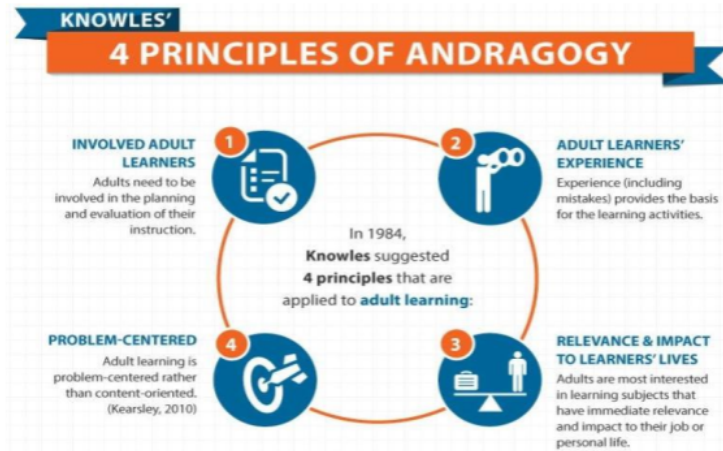 KNOWLES'
4 PRINCIPLES OF ANDRAGOGY
1
INVOLVED ADULT
LEARNERS
Adults need to be
involved in the planning
and evaluation of their
instruction.
2
ADULT LEARNERS'
EXPERIENCE
Experience (including
mistakes) provides the basis
for the learning activities.
In 1984,
Knowles suggested
4 principles that are
applied to adult learning:
3
RELEVANCE & IMPACT
TO LEARNERS' LIVES
Adults are most interested
in learning subjects that
have immediate relevance
and impact to their job or
personal life.
4
PROBLEM-CENTERED
Adult learning is
problem-centered rather
than content-oriented.
(Kearsley, 2010)